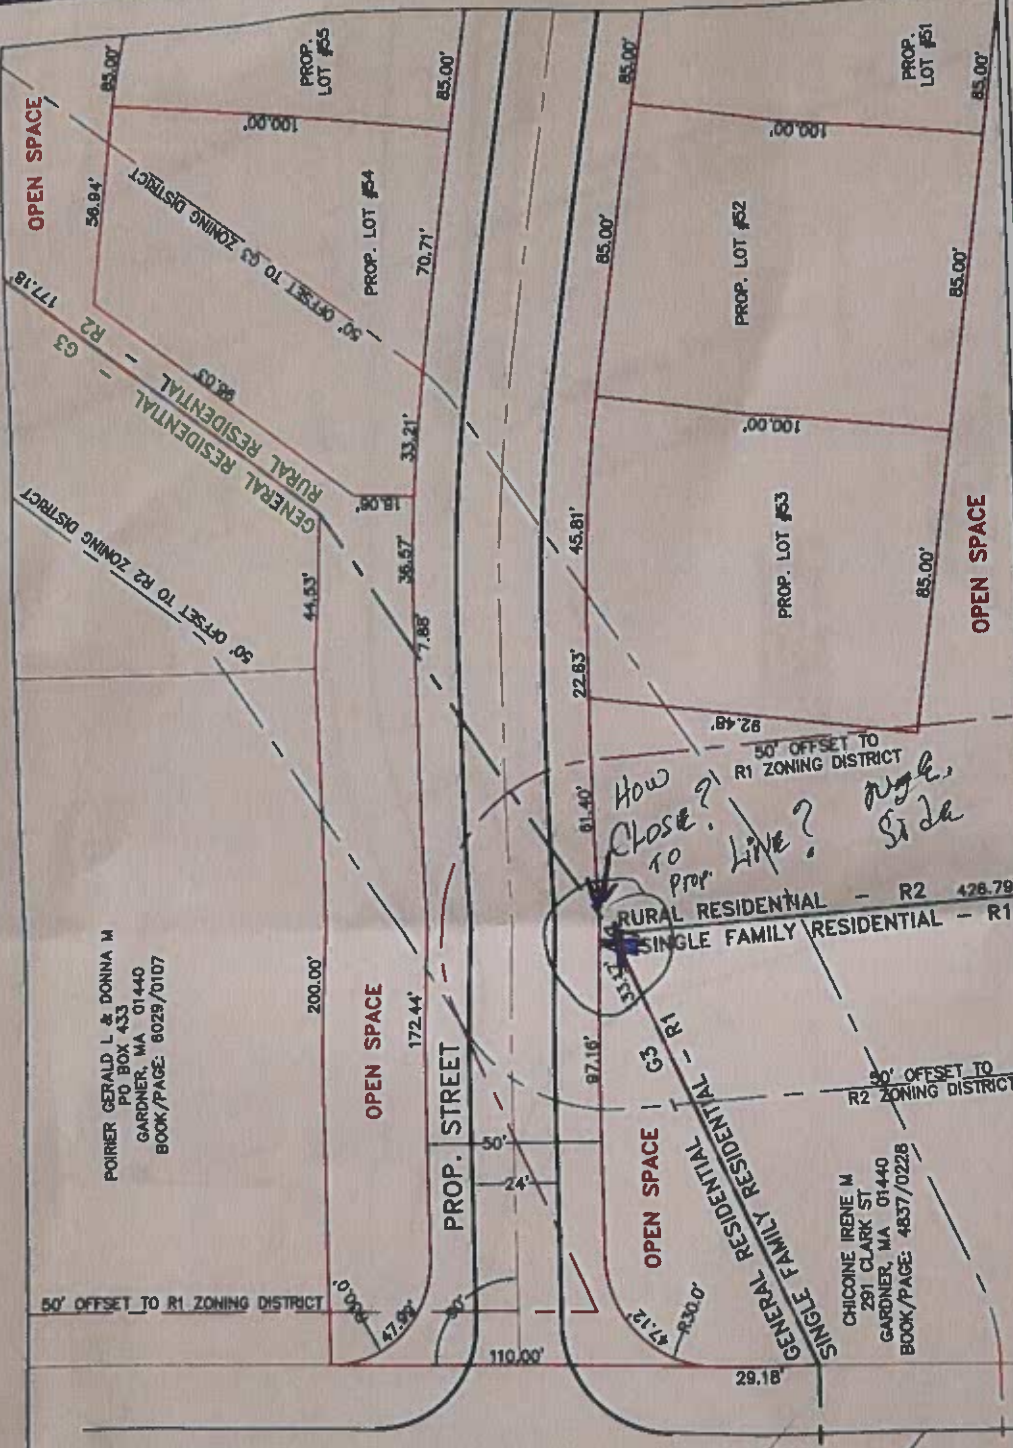 85.00'
PROP.
LOT #55
85.00'
85.00'
PROP.
LOT #51
85.00'
OPEN SPACE
100.00'
100.00'
56.94'
50' OFFSET TO G3 ZONING DISTRICT
PROP. LOT #54
70.71'
85.00'
PROP. LOT #52
85.00'
177.18'
GENERAL RESIDENTIAL - G3
RURAL RESIDENTIAL - R2
98.03'
50' OFFSET TO R2 ZONING DISTRICT
18.06'
33.21'
100.00'
44.53'
36.57'
7.88'
45.81'
PROP. LOT #53
85.00'
OPEN SPACE
22.83'
92.48'
50' OFFSET TO
R1 ZONING DISTRICT
61.40'
How
CLOSE?
TO
Prop. Line?
RURAL RESIDENTIAL - R2 428.79
SINGLE FAMILY RESIDENTIAL - R1
POIRIER GERALD L & DONNA M
PO BOX 433
GARDNER, MA 01440
BOOK/PAGE: 6029/0107
200.00'
OPEN SPACE
172.44'
PROP. STREET
50'
24'
97.16'
OPEN SPACE
GENERAL RESIDENTIAL G3
SINGLE FAMILY RESIDENTIAL - R1
50' OFFSET TO
R2 ZONING DISTRICT
CHICOINE IRENE M
291 CLARK ST
GARDNER, MA 01440
BOOK/PAGE: 4837/0228
50' OFFSET TO R1 ZONING DISTRICT
R30.0'
47.12'
R30.0'
110.00'
29.18'